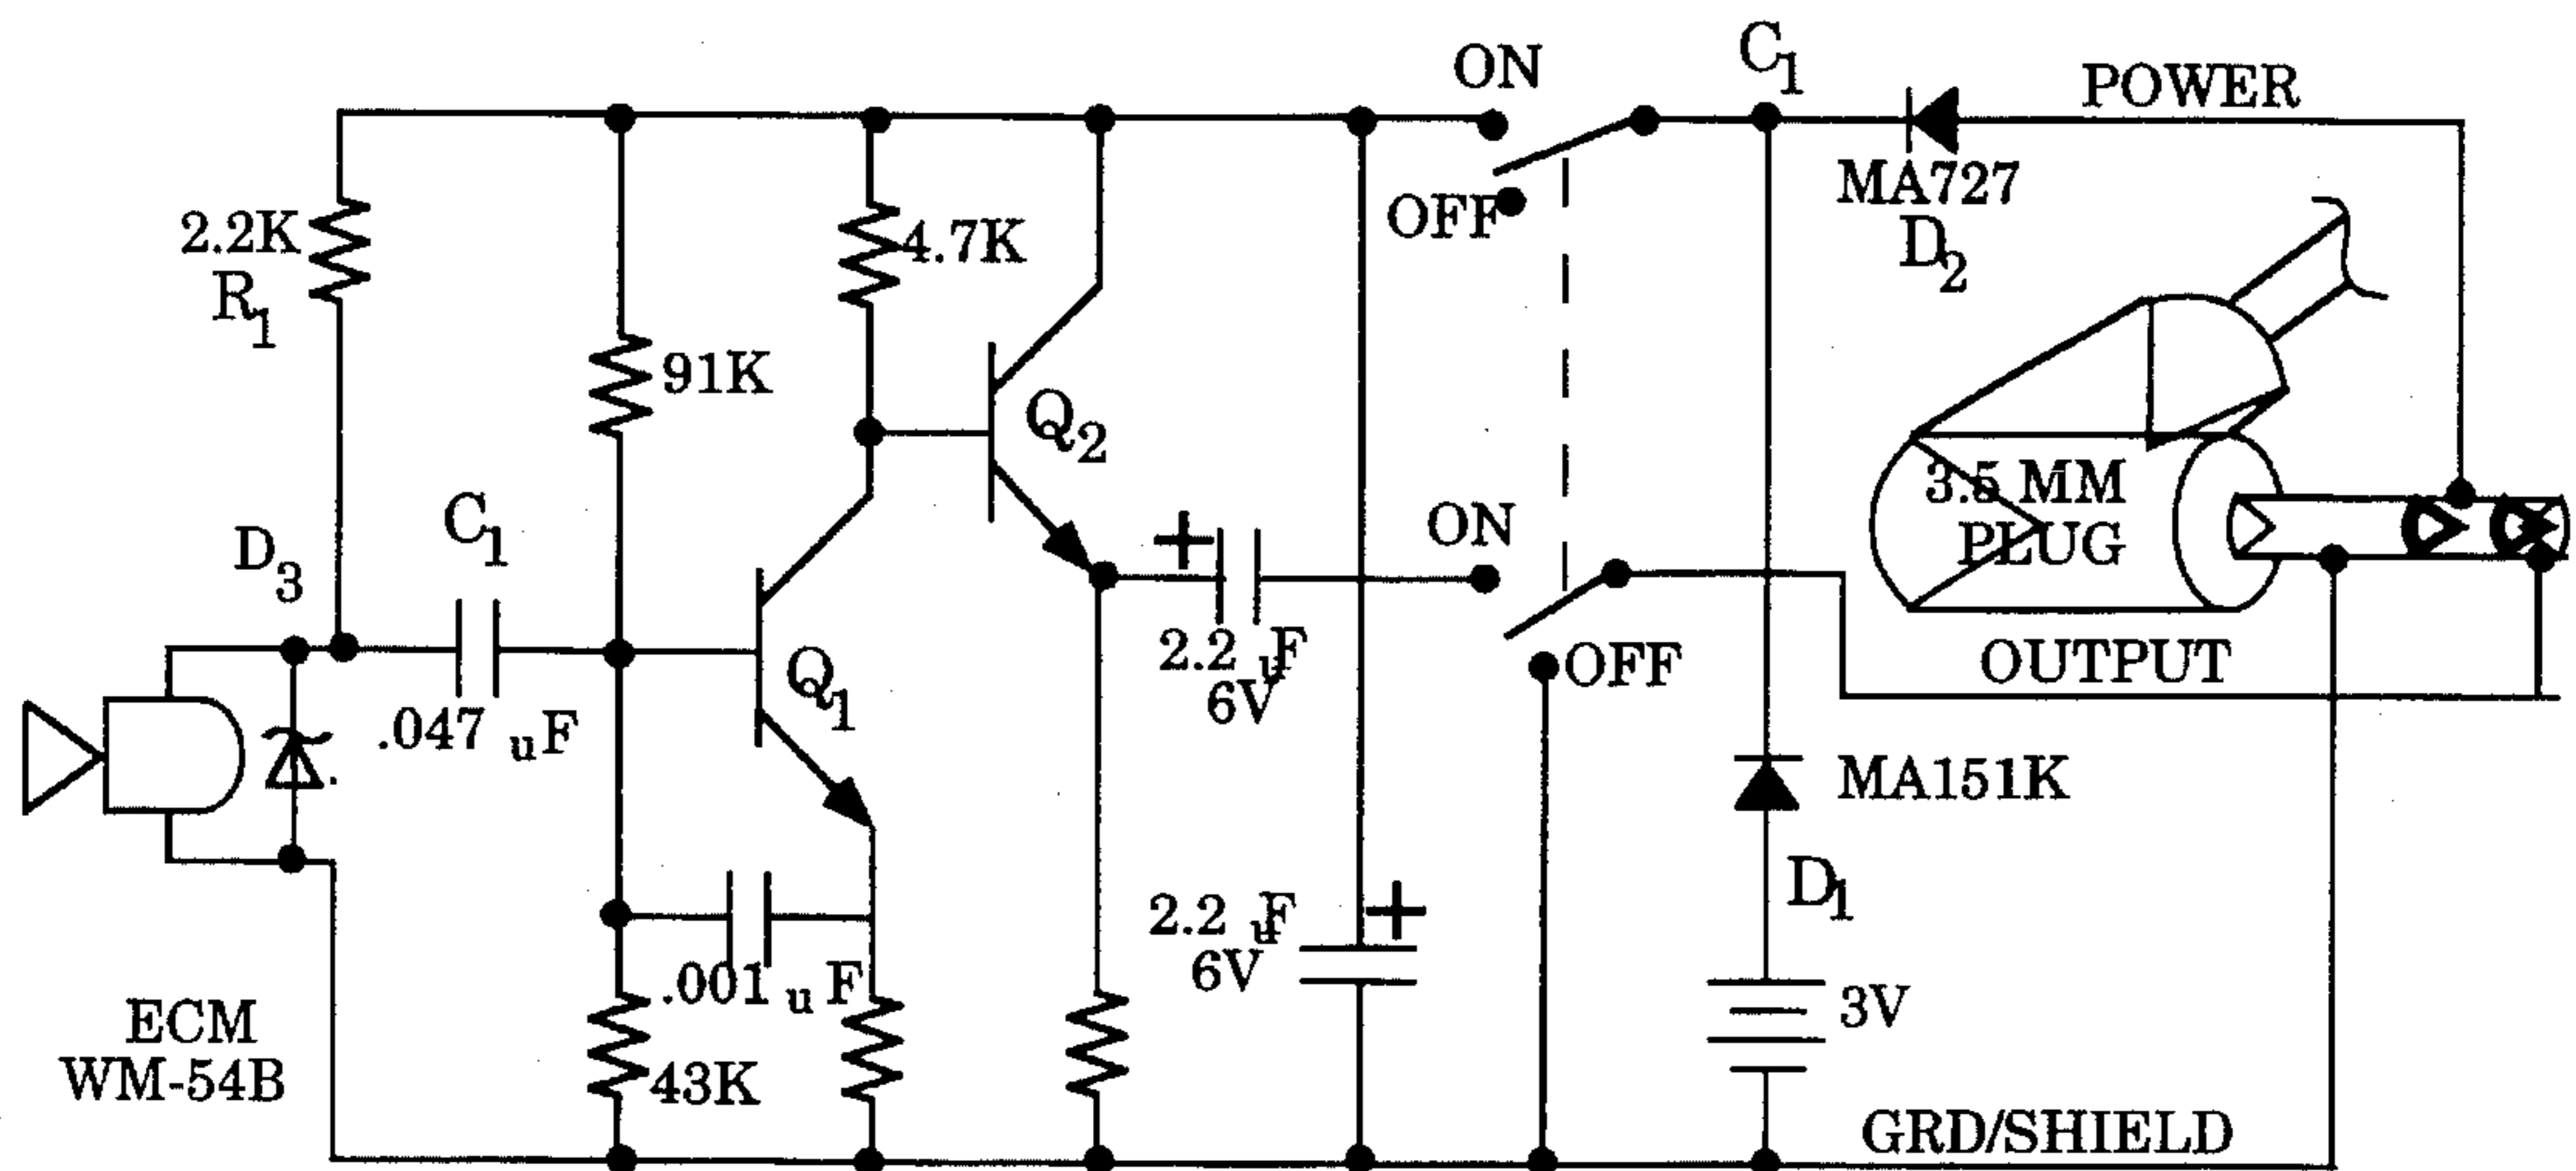 ON
C1
POWER
OFF
MA727
D2
2.2K
R1
4.7K
91K
Q2
3.5 MM
PLUG
D3
C1
ON
+
.047 uF
Q1
2.2 uF
6V
OFF
OUTPUT
MA151K
D1
2.2 uF
6V
+
.001 uF
3V
ECM
WM-54B
43K
GRD/SHIELD